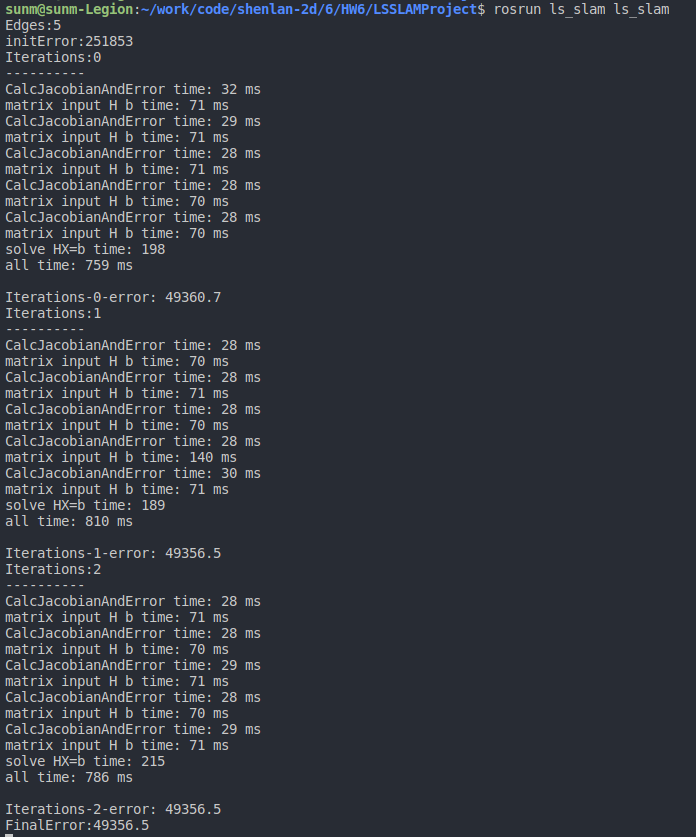 sunm@sunm-Legion:~/work/code/shenlan-2d/6/HW6/LSSLAMProject$ rosrun ls_slam ls_slam
Edges:5
initError:251853
Iterations:0
----------
CalcJacobianAndError time: 32 ms
matrix input H b time: 71 ms
CalcJacobianAndError time: 29 ms
matrix input H b time: 71 ms
CalcJacobianAndError time: 28 ms
matrix input H b time: 71 ms
CalcJacobianAndError time: 28 ms
matrix input H b time: 70 ms
CalcJacobianAndError time: 28 ms
matrix input H b time: 70 ms
solve HX=b time: 198
all time: 759 ms

Iterations-0-error: 49360.7
Iterations:1
----------
CalcJacobianAndError time: 28 ms
matrix input H b time: 70 ms
CalcJacobianAndError time: 28 ms
matrix input H b time: 71 ms
CalcJacobianAndError time: 28 ms
matrix input H b time: 70 ms
CalcJacobianAndError time: 28 ms
matrix input H b time: 140 ms
CalcJacobianAndError time: 30 ms
matrix input H b time: 71 ms
solve HX=b time: 189
all time: 810 ms

Iterations-1-error: 49356.5
Iterations:2
----------
CalcJacobianAndError time: 28 ms
matrix input H b time: 71 ms
CalcJacobianAndError time: 28 ms
matrix input H b time: 70 ms
CalcJacobianAndError time: 29 ms
matrix input H b time: 71 ms
CalcJacobianAndError time: 28 ms
matrix input H b time: 70 ms
CalcJacobianAndError time: 29 ms
matrix input H b time: 71 ms
solve HX=b time: 215
all time: 786 ms

Iterations-2-error: 49356.5
FinalError:49356.5